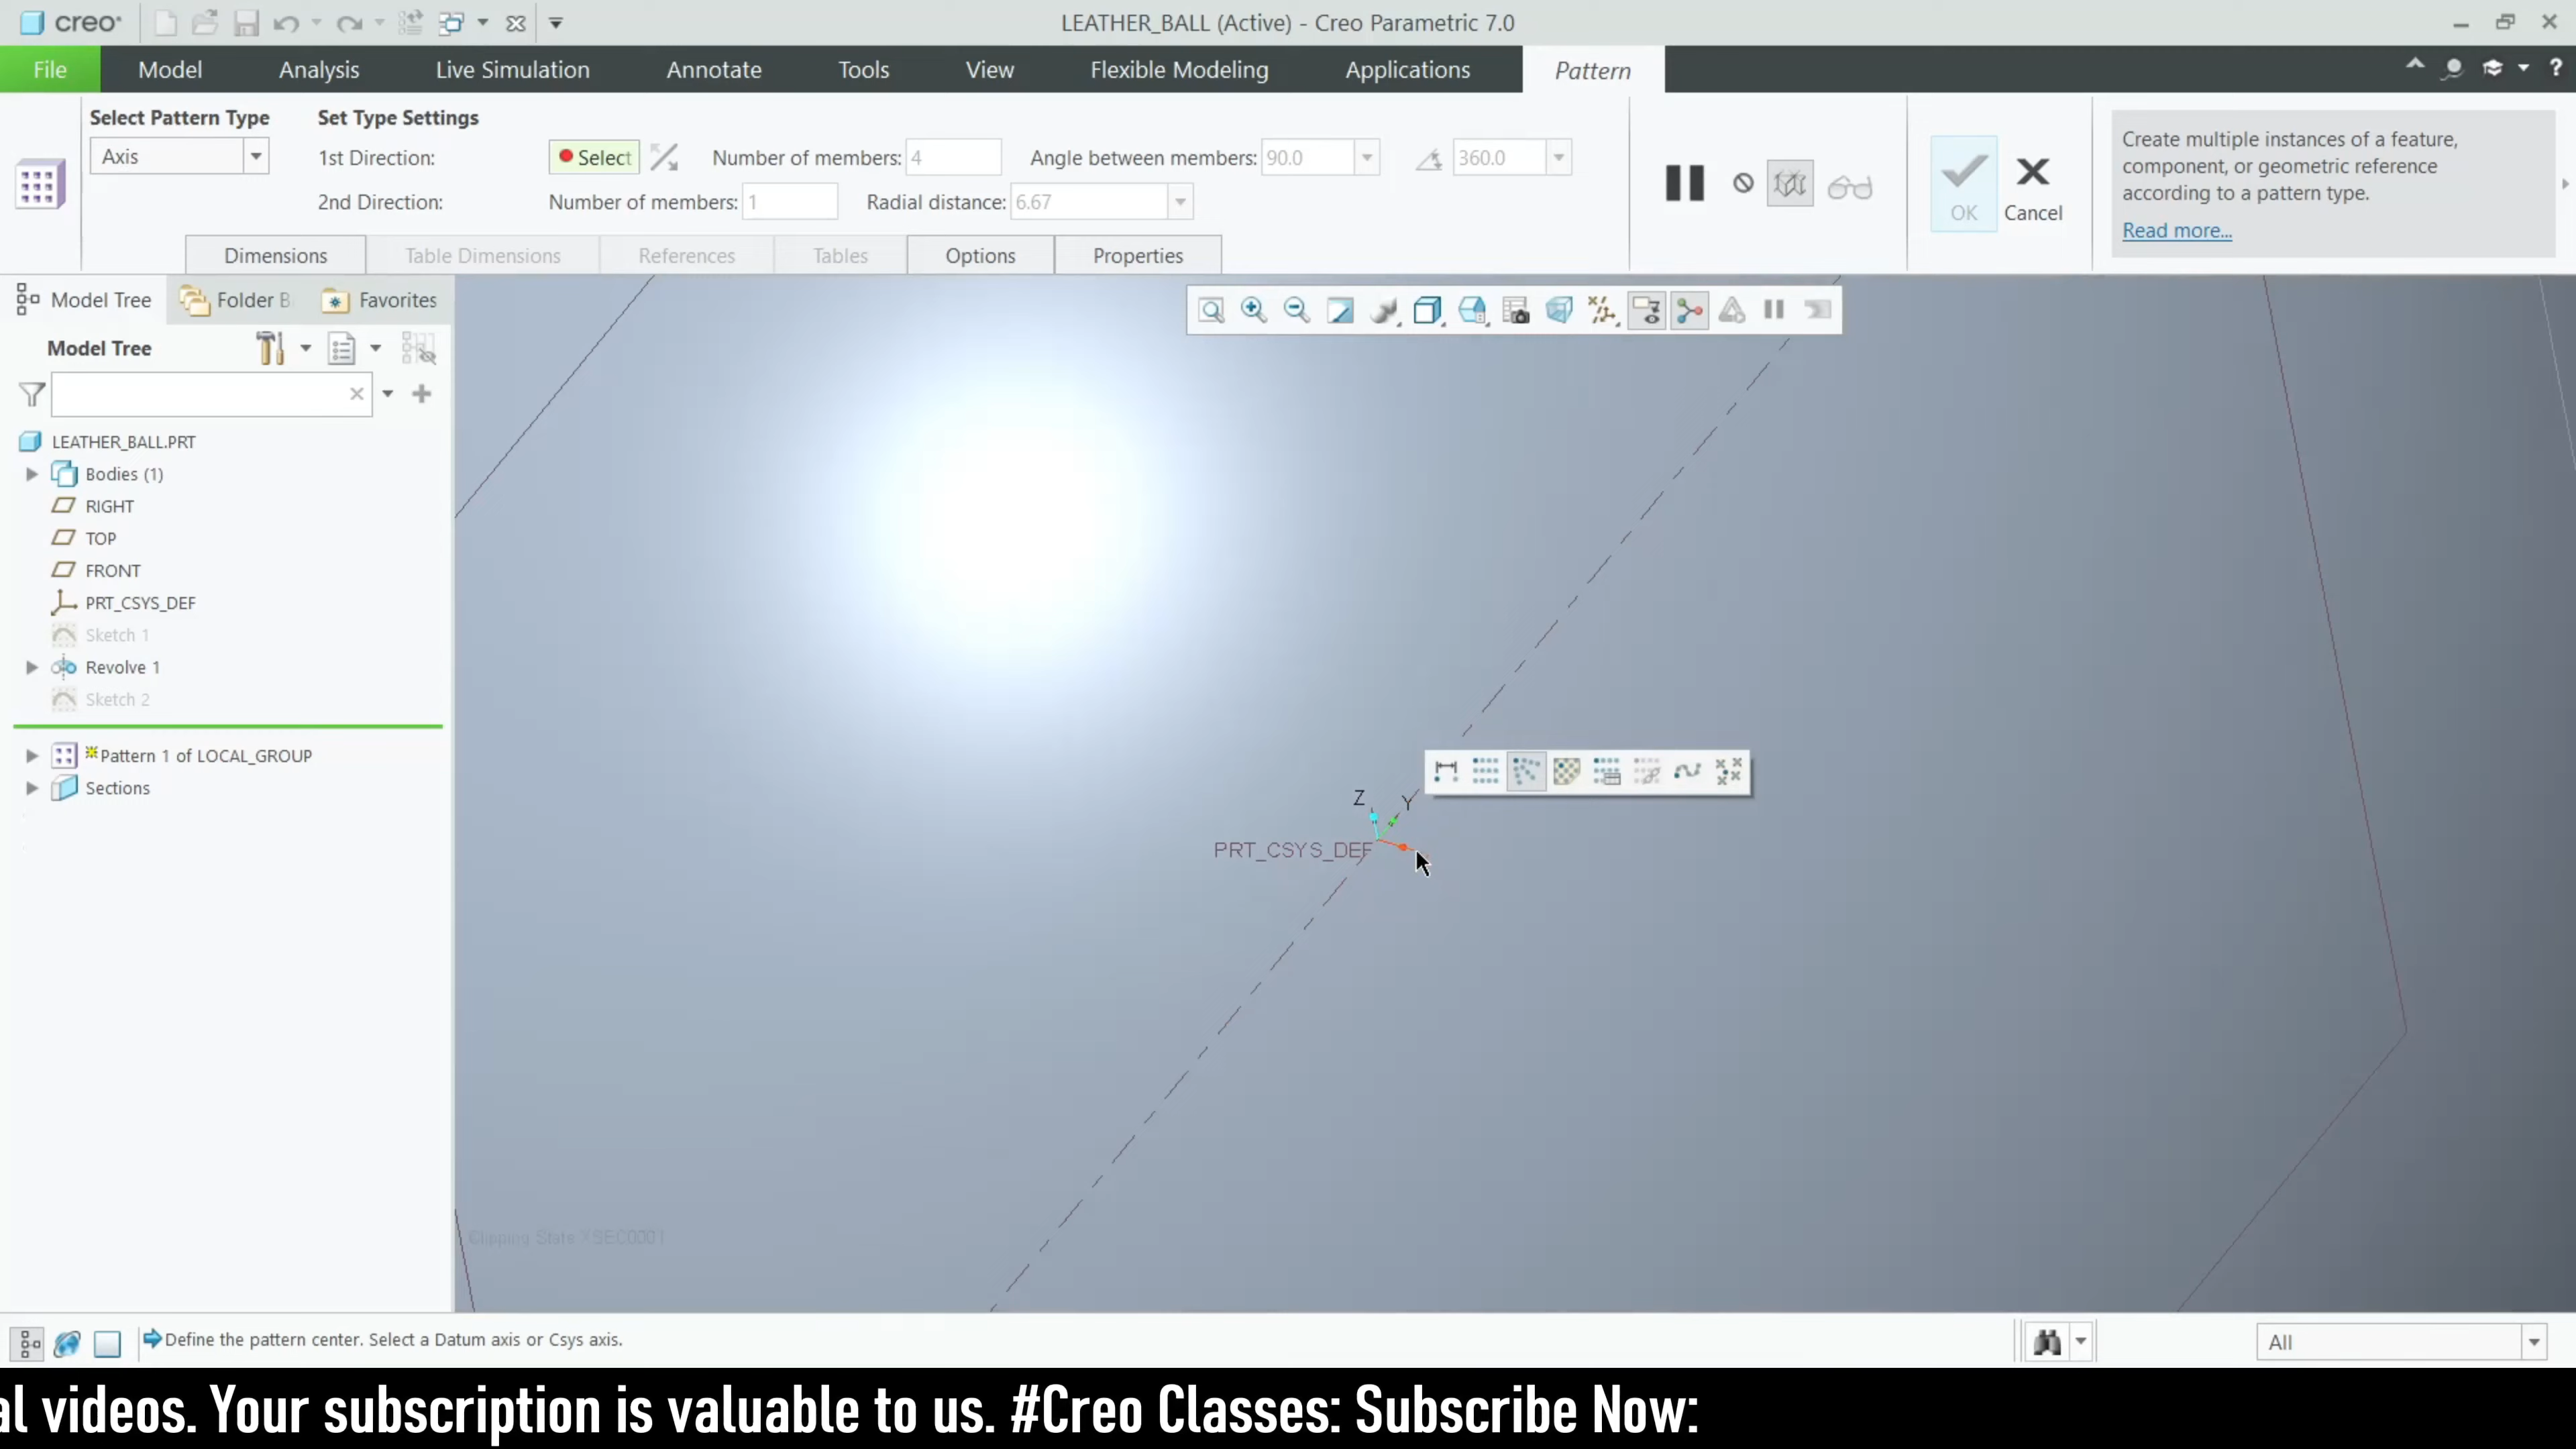 creo
LEATHER_BALL (Active) - Creo Parametric 7.0
File
Model
Analysis
Live Simulation
Annotate
Tools
View
Flexible Modeling
Applications
Pattern
?
Select Pattern Type
Axis
Set Type Settings
1st Direction:
Select
Number of members: 4
Angle between members: 90.0
360.0
2nd Direction:
Number of members: 1
Radial distance: 6.67
OK
Cancel
Create multiple instances of a feature,
component, or geometric reference
according to a pattern type.
Read more...
Dimensions
Table Dimensions
References
Tables
Options
Properties
Model Tree
Folder B
Favorites
Model Tree
LEATHER_BALL.PRT
Bodies (1)
RIGHT
TOP
FRONT
PRT_CSYS_DEF
Sketch 1
Revolve 1
Sketch 2
Pattern 1 of LOCAL_GROUP
Sections
Z
Y
PRT_CSYS_DEF
Clipping State XSEC0001
Define the pattern center. Select a Datum axis or Csys axis.
All
al videos. Your subscription is valuable to us. #Creo Classes: Subscribe Now: